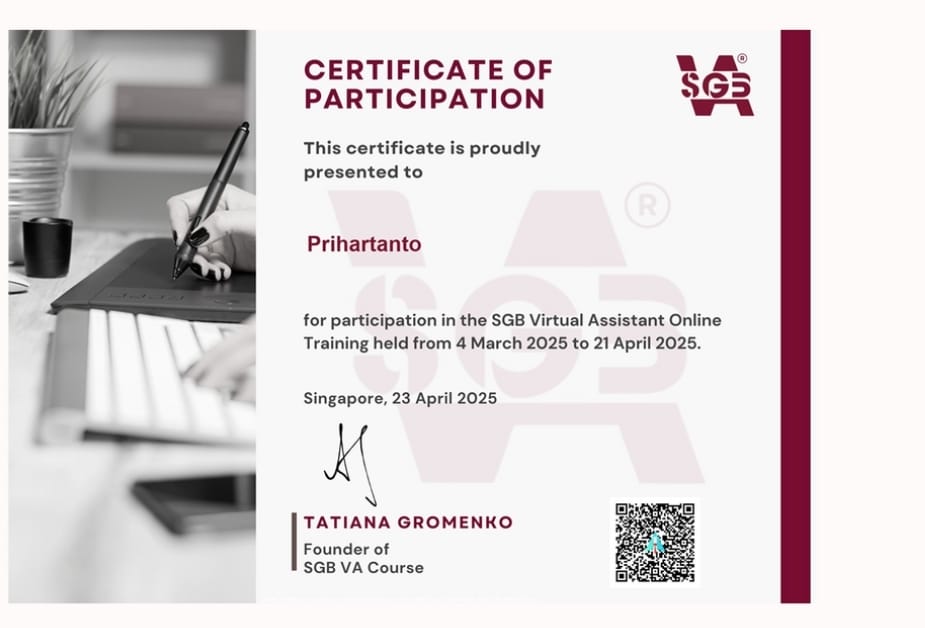 CERTIFICATE OF
PARTICIPATION
VA
SGB
®
This certificate is proudly
presented to
®
Prihartanto
SGB
for participation in the SGB Virtual Assistant Online
Training held from 4 March 2025 to 21 April 2025.
Singapore, 23 April 2025
TATIANA GROMENKO
Founder of
SGB VA Course